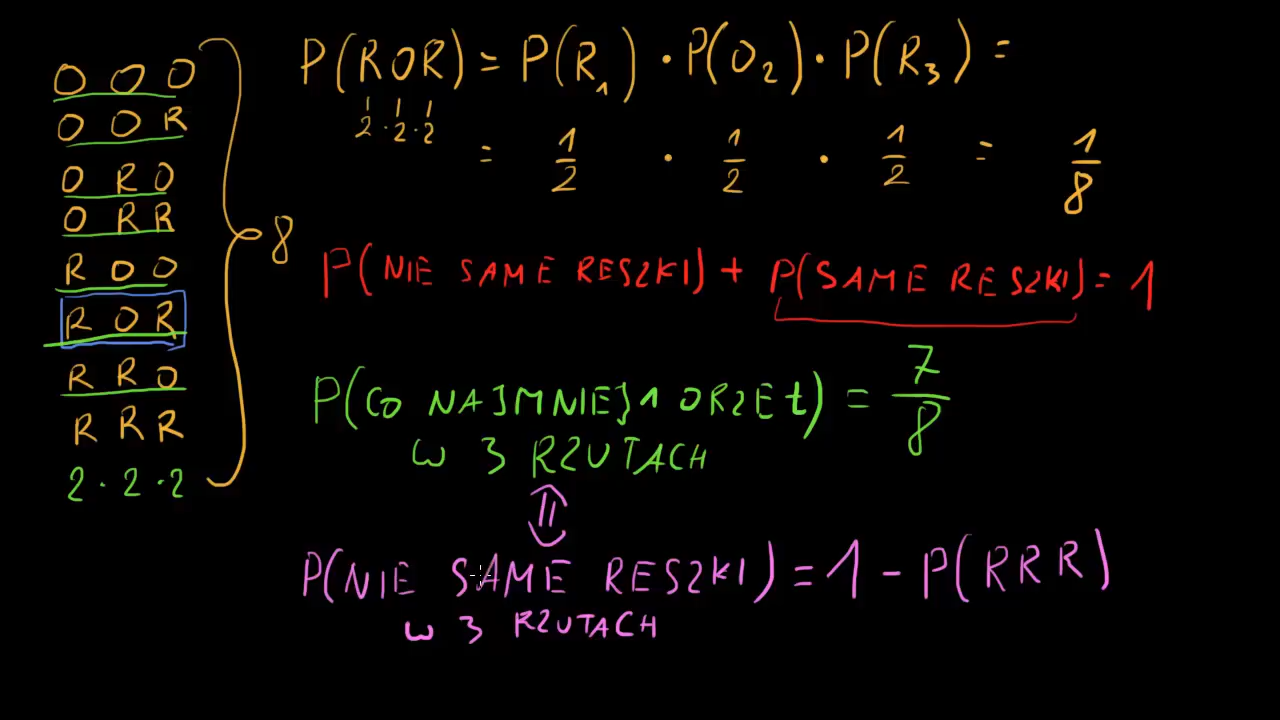 O O O
O O R
O R O
O R R
R O O
R O R
R R O
R R R
2 · 2 · 2
8
P(ROR) = P(R₁) · P(O₂) · P(R₃) =
1/2 · 1/2 · 1/2
= 1/2 · 1/2 · 1/2 = 1/8
P(NIE SAME RESZKI) + P(SAME RESZKI) = 1
P(CO NAJMNIEJ 1 ORZEŁ) = 7/8
W 3 RZUTACH
⇕
P(NIE SAME RESZKI) = 1 - P(RRR)
W 3 RZUTACH